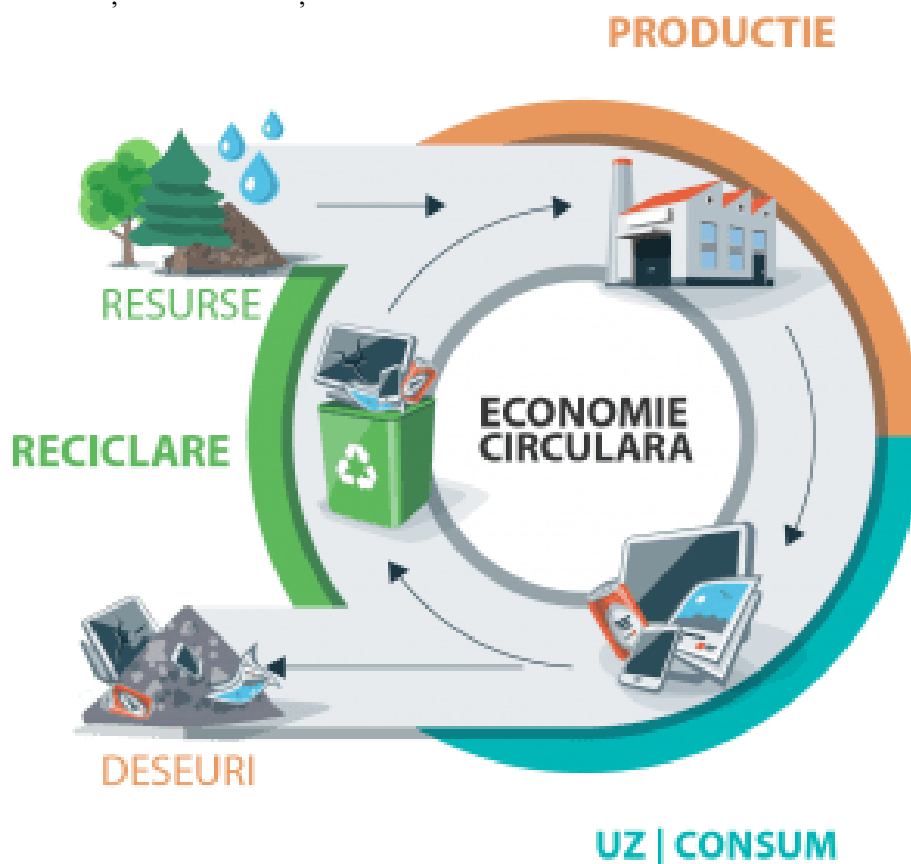 PRODUCTIE
RESURSE
RECICLARE
ECONOMIE
CIRCULARA
DESEURI
UZ | CONSUM